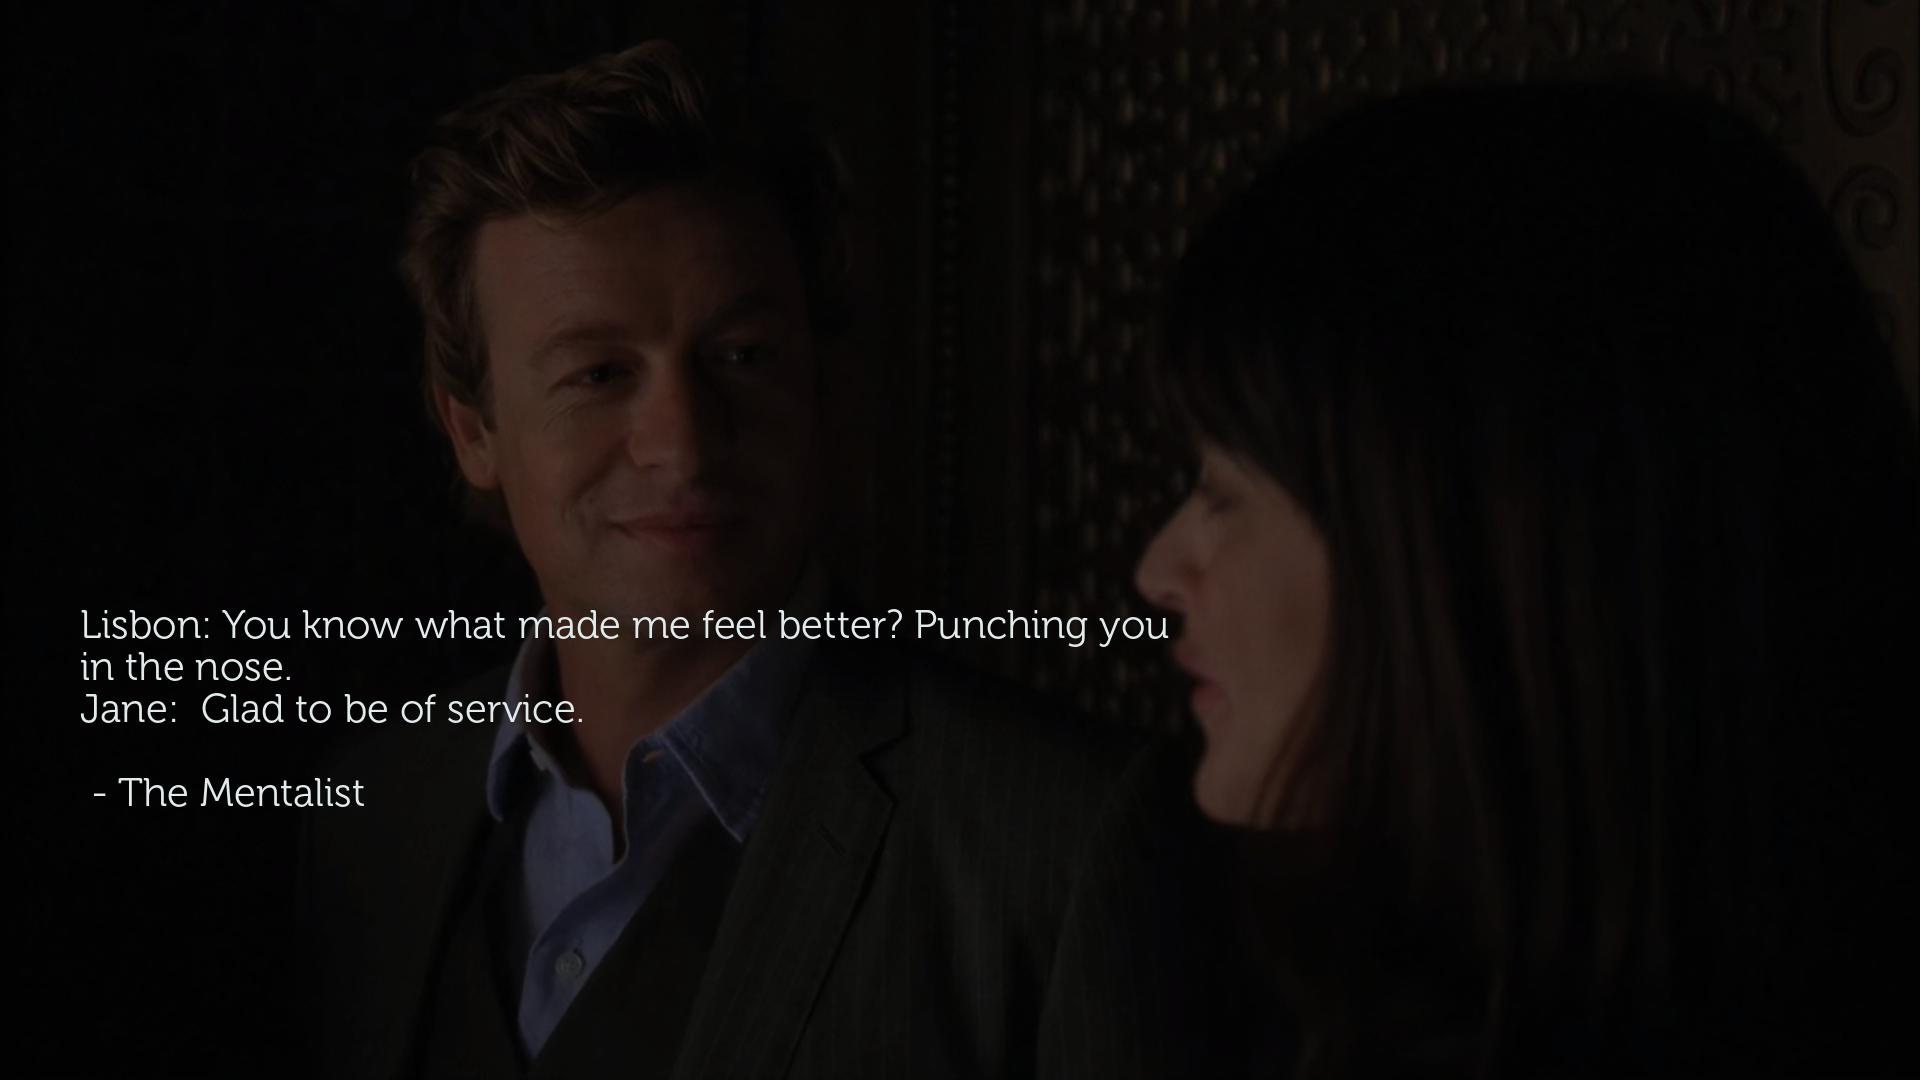 Lisbon: You know what made me feel better? Punching you
in the nose.
Jane:  Glad to be of service.
- The Mentalist